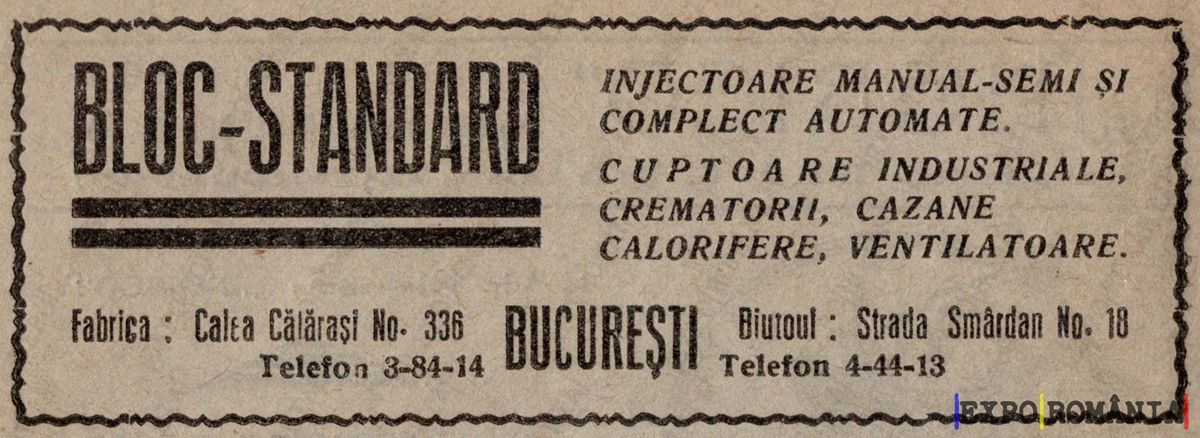 BLOC-STANDARD
INJECTOARE MANUAL-SEMI ȘI
COMPLECT AUTOMATE.
CUPTOARE INDUSTRIALE,
CREMATORII, CAZANE
CALORIFERE, VENTILATOARE.
Fabrica : Calea Călărași No. 336
Telefon 3-84-14
BUCUREȘTI
Biuroul : Strada Smârdan No. 18
Telefon 4-44-13
EXPO ROMÂNIA